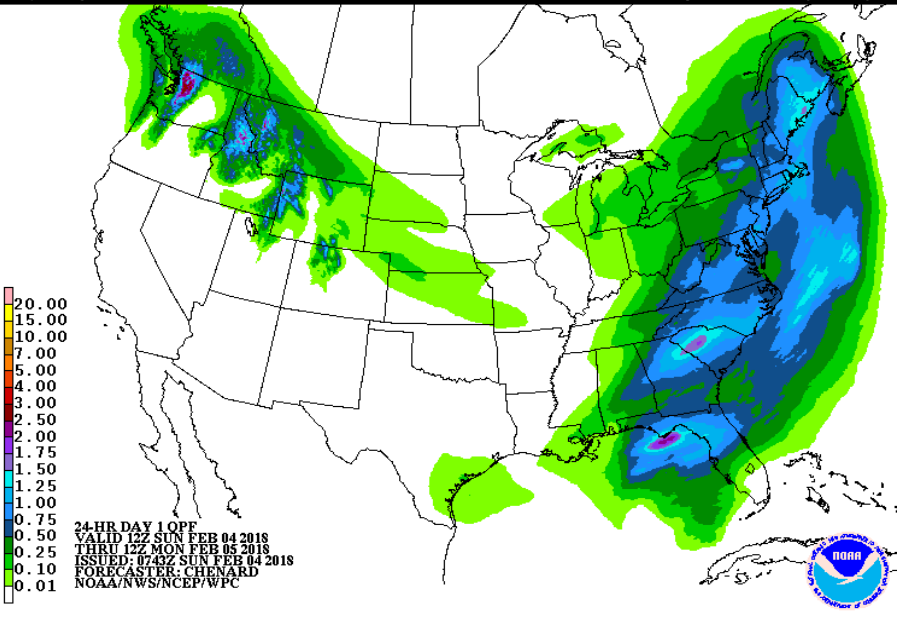 20.00
15.00
10.00
7.00
5.00
4.00
3.00
2.50
2.00
1.75
1.50
1.25
1.00
0.75
0.50
0.25
0.10
0.01
24-HR DAY 1 QPF
VALID 12Z SUN FEB 04 2018
THRU 12Z MON FEB 05 2018
ISSUED: 0743Z SUN FEB 04 2018
FORECASTER: CHENARD
NOAA/NWS/NCEP/WPC
NOAA